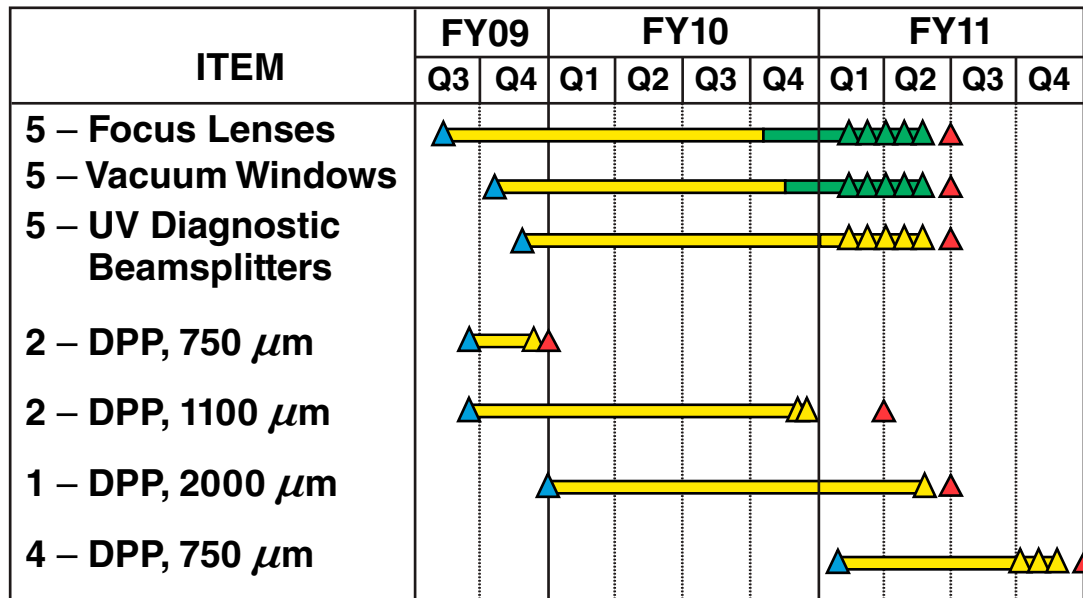 ITEM
FY09 FY10 FY11
Q3 Q4 Q1 Q2 Q3 Q4 Q1 Q2 Q3 Q4
5 – Focus Lenses
5 – Vacuum Windows
5 – UV Diagnostic
Beamsplitters
2 – DPP, 750 μm
2 – DPP, 1100 μm
1 – DPP, 2000 μm
4 – DPP, 750 μm